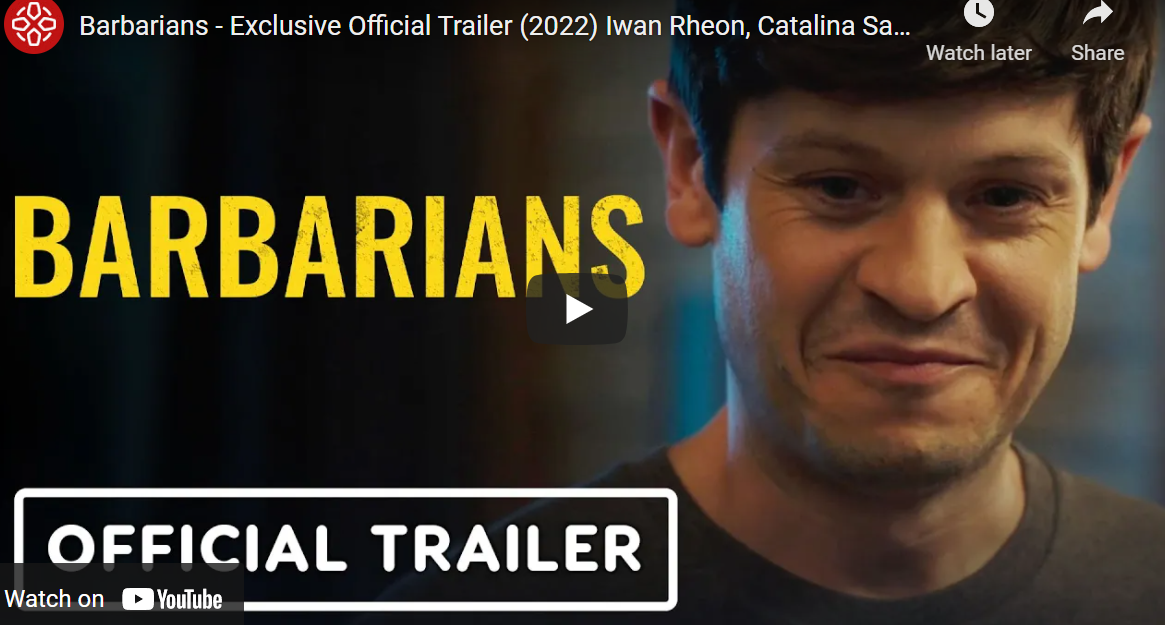 Barbarians - Exclusive Official Trailer (2022) Iwan Rheon, Catalina Sa...
Watch later
Share
BARBARIANS
OFFICIAL TRAILER
Watch on YouTube